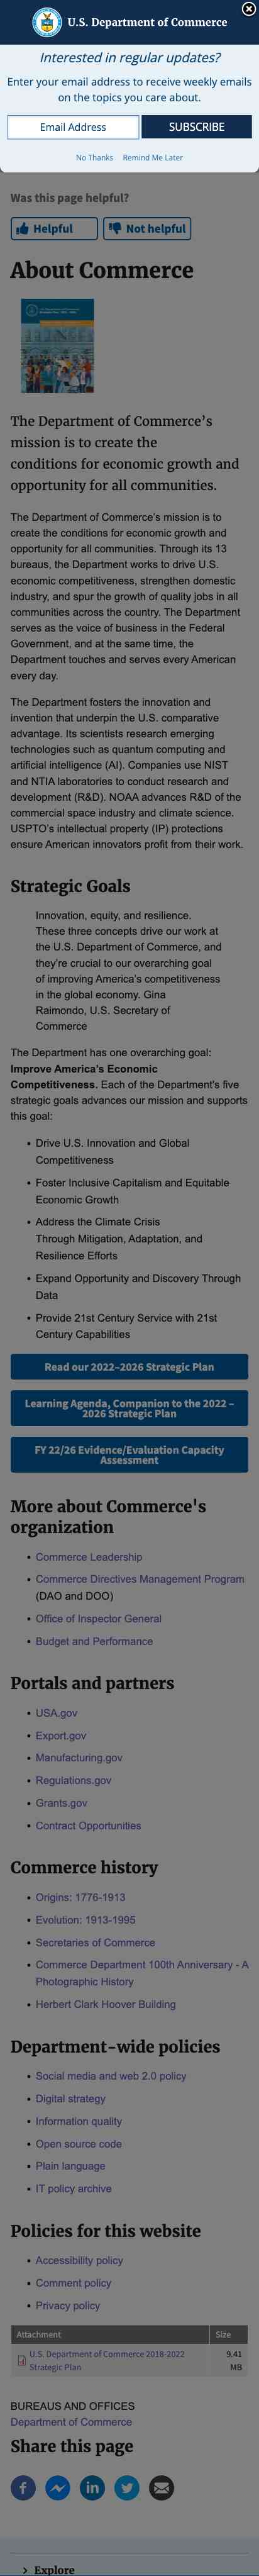 U.S. Department of Commerce
Interested in regular updates?
Enter your email address to receive weekly emails
on the topics you care about.
Email Address
SUBSCRIBE
No Thanks Remind Me Later
Was this page helpful?
Helpful
Not helpful
About Commerce
The Department of Commerce’s
mission is to create the
conditions for economic growth and
opportunity for all communities.
The Department of Commerce's mission is to
create the conditions for economic growth and
opportunity for all communities. Through its 13
bureaus, the Department works to drive U.S.
economic competitiveness, strengthen domestic
industry, and spur the growth of quality jobs in all
communities across the country. The Department
serves as the voice of business in the Federal
Government, and at the same time, the
Department touches and serves every American
every day.
The Department fosters the innovation and
invention that underpin the U.S. comparative
advantage. Its scientists research emerging
technologies such as quantum computing and
artificial intelligence (AI). Companies use NIST
and NTIA laboratories to conduct research and
development (R&D). NOAA advances R&D of the
commercial space industry and climate science.
USPTO’s intellectual property (IP) protections
ensure American innovators profit from their work.
Strategic Goals
Innovation, equity, and resilience.
These three concepts drive our work at
the U.S. Department of Commerce, and
they're crucial to our overarching goal
of improving America's competitiveness
in the global economy. Gina
Raimondo, U.S. Secretary of
Commerce
The Department has one overarching goal:
Improve America’s Economic
Competitiveness. Each of the Department's five
strategic goals advances our mission and supports
this goal:
• Drive U.S. Innovation and Global
Competitiveness
• Foster Inclusive Capitalism and Equitable
Economic Growth
• Address the Climate Crisis
Through Mitigation, Adaptation, and
Resilience Efforts
• Expand Opportunity and Discovery Through
Data
• Provide 21st Century Service with 21st
Century Capabilities
Read our 2022–2026 Strategic Plan
Learning Agenda, Companion to the 2022 –
2026 Strategic Plan
FY 22/26 Evidence/Evaluation Capacity
Assessment
More about Commerce's
organization
• Commerce Leadership
• Commerce Directives Management Program
(DAO and DOO)
• Office of Inspector General
• Budget and Performance
Portals and partners
• USA.gov
• Export.gov
• Manufacturing.gov
• Regulations.gov
• Grants.gov
• Contract Opportunities
Commerce history
• Origins: 1776-1913
• Evolution: 1913-1995
• Secretaries of Commerce
• Commerce Department 100th Anniversary - A
Photographic History
• Herbert Clark Hoover Building
Department-wide policies
• Social media and web 2.0 policy
• Digital strategy
• Information quality
• Open source code
• Plain language
• IT policy archive
Policies for this website
• Accessibility policy
• Comment policy
• Privacy policy
Attachment Size
U.S. Department of Commerce 2018-2022 9.41
Strategic Plan MB
BUREAUS AND OFFICES
Department of Commerce
Share this page
Explore